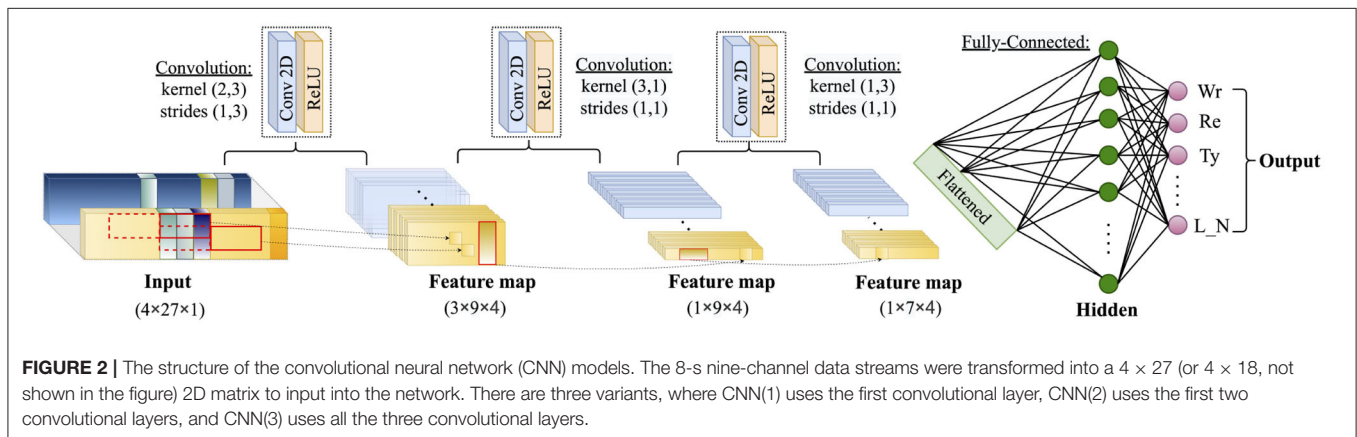 Convolution:
kernel (2,3)
strides (1,3)
Conv 2D
ReLU
Conv 2D
ReLU
Convolution:
kernel (3,1)
strides (1,1)
Conv 2D
ReLU
Convolution:
kernel (1,3)
strides (1,1)
Fully-Connected:
Wr
Re
Ty
L_N
Output
Flattened
Hidden
Input
(4×27×1)
Feature map
(3×9×4)
Feature map
(1×9×4)
Feature map
(1×7×4)
FIGURE 2 | The structure of the convolutional neural network (CNN) models. The 8-s nine-channel data streams were transformed into a 4 × 27 (or 4 × 18, not
shown in the figure) 2D matrix to input into the network. There are three variants, where CNN(1) uses the first convolutional layer, CNN(2) uses the first two
convolutional layers, and CNN(3) uses all the three convolutional layers.